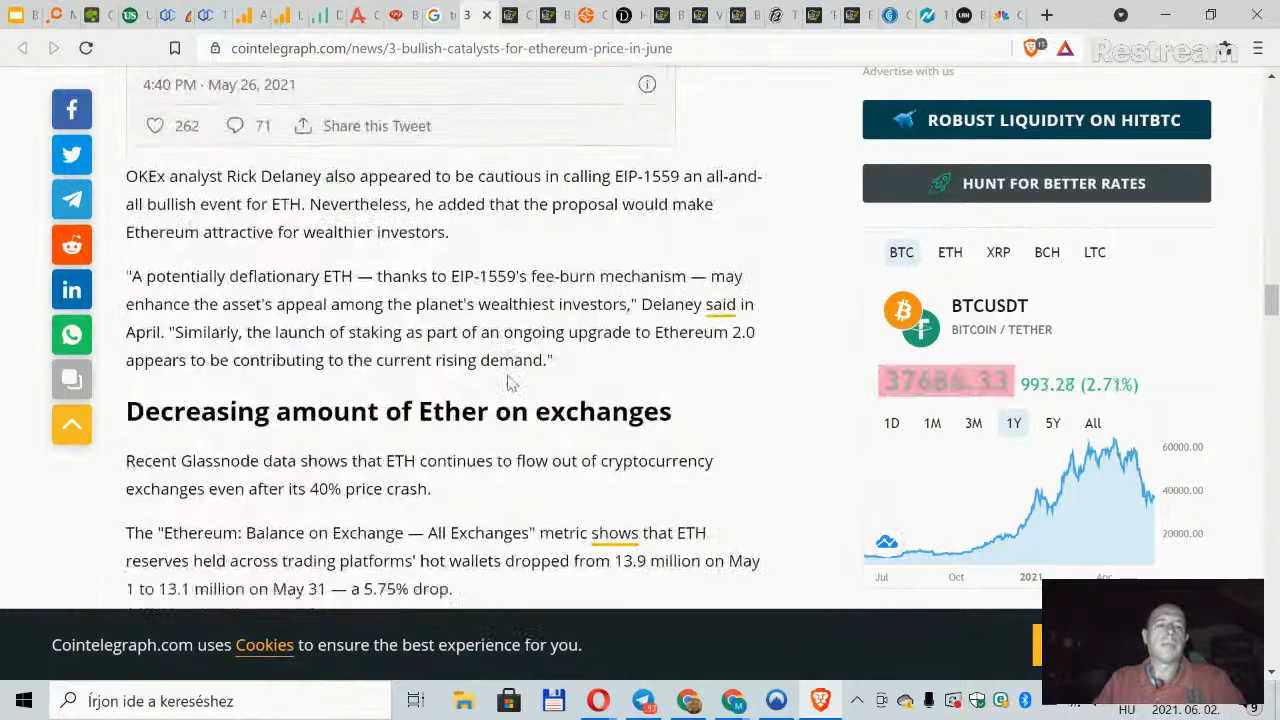 3
cointelegraph.com/news/3-bullish-catalysts-for-ethereum-price-in-june
Restream
4:40 PM · May 26, 2021
262 71 Share this Tweet
OKEx analyst Rick Delaney also appeared to be cautious in calling EIP-1559 an all-and-
all bullish event for ETH. Nevertheless, he added that the proposal would make
Ethereum attractive for wealthier investors.
"A potentially deflationary ETH — thanks to EIP-1559's fee-burn mechanism — may
enhance the asset's appeal among the planet's wealthiest investors," Delaney said in
April. "Similarly, the launch of staking as part of an ongoing upgrade to Ethereum 2.0
appears to be contributing to the current rising demand."
Decreasing amount of Ether on exchanges
Recent Glassnode data shows that ETH continues to flow out of cryptocurrency
exchanges even after its 40% price crash.
The "Ethereum: Balance on Exchange — All Exchanges" metric shows that ETH
reserves held across trading platforms' hot wallets dropped from 13.9 million on May
1 to 13.1 million on May 31 — a 5.75% drop.
Advertise with us
ROBUST LIQUIDITY ON HITBTC
HUNT FOR BETTER RATES
BTC ETH XRP BCH LTC
BTCUSDT
BITCOIN / TETHER
37686.33 993.28 (2.71%)
1D 1M 3M 1Y 5Y All
60000.00
40000.00
20000.00
Jul Oct 2021 Apr
Cointelegraph.com uses Cookies to ensure the best experience for you.
Írjon ide a kereséshez
HU 2021. 06. 02.